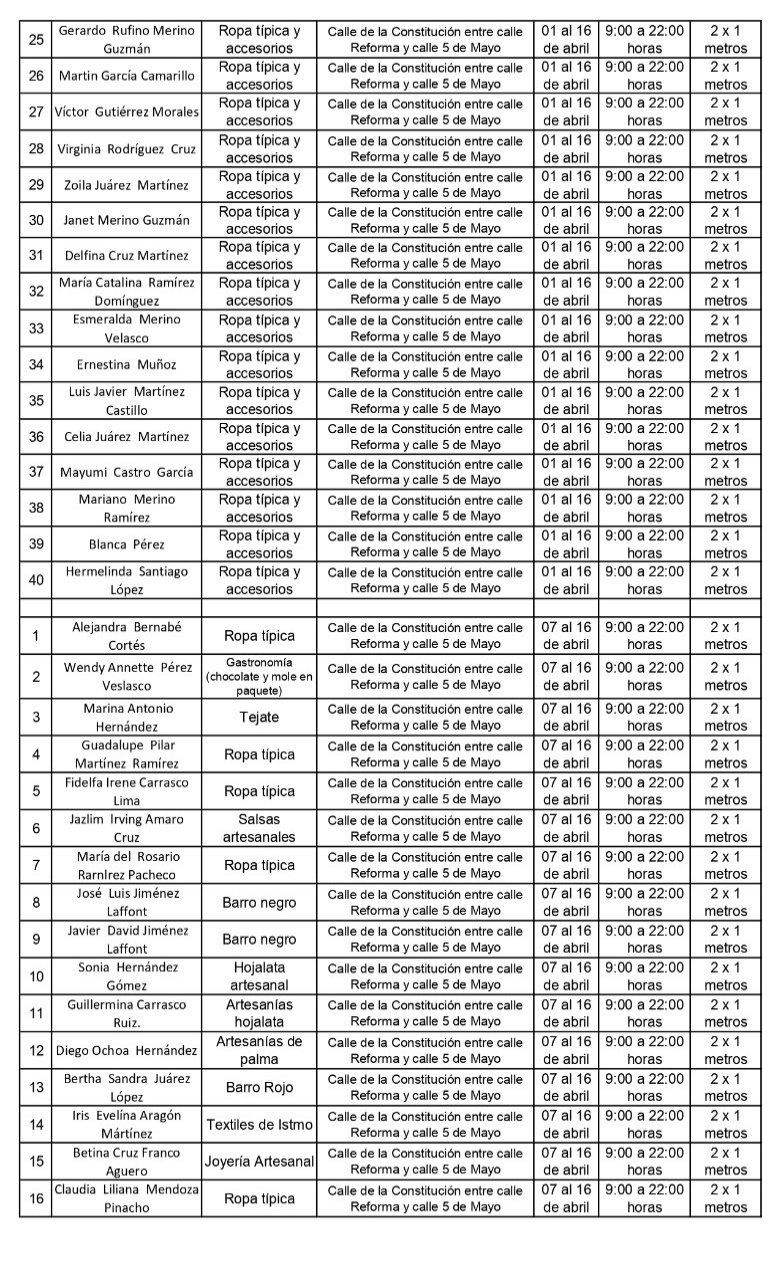 25 Gerardo Rufino Merino Guzmán Ropa típica y accesorios Calle de la Constitución entre calle Reforma y calle 5 de Mayo 01 al 16 de abril 9:00 a 22:00 horas 2 x 1 metros
26 Martin García Camarillo Ropa típica y accesorios Calle de la Constitución entre calle Reforma y calle 5 de Mayo 01 al 16 de abril 9:00 a 22:00 horas 2 x 1 metros
27 Víctor Gutiérrez Morales Ropa típica y accesorios Calle de la Constitución entre calle Reforma y calle 5 de Mayo 01 al 16 de abril 9:00 a 22:00 horas 2 x 1 metros
28 Virginia Rodríguez Cruz Ropa típica y accesorios Calle de la Constitución entre calle Reforma y calle 5 de Mayo 01 al 16 de abril 9:00 a 22:00 horas 2 x 1 metros
29 Zoila Juárez Martínez Ropa típica y accesorios Calle de la Constitución entre calle Reforma y calle 5 de Mayo 01 al 16 de abril 9:00 a 22:00 horas 2 x 1 metros
30 Janet Merino Guzmán Ropa típica y accesorios Calle de la Constitución entre calle Reforma y calle 5 de Mayo 01 al 16 de abril 9:00 a 22:00 horas 2 x 1 metros
31 Delfina Cruz Martínez Ropa típica y accesorios Calle de la Constitución entre calle Reforma y calle 5 de Mayo 01 al 16 de abril 9:00 a 22:00 horas 2 x 1 metros
32 María Catalina Ramírez Domínguez Ropa típica y accesorios Calle de la Constitución entre calle Reforma y calle 5 de Mayo 01 al 16 de abril 9:00 a 22:00 horas 2 x 1 metros
33 Esmeralda Merino Velasco Ropa típica y accesorios Calle de la Constitución entre calle Reforma y calle 5 de Mayo 01 al 16 de abril 9:00 a 22:00 horas 2 x 1 metros
34 Ernestina Muñoz Ropa típica y accesorios Calle de la Constitución entre calle Reforma y calle 5 de Mayo 01 al 16 de abril 9:00 a 22:00 horas 2 x 1 metros
35 Luis Javier Martínez Castillo Ropa típica y accesorios Calle de la Constitución entre calle Reforma y calle 5 de Mayo 01 al 16 de abril 9:00 a 22:00 horas 2 x 1 metros
36 Celia Juárez Martínez Ropa típica y accesorios Calle de la Constitución entre calle Reforma y calle 5 de Mayo 01 al 16 de abril 9:00 a 22:00 horas 2 x 1 metros
37 Mayumi Castro García Ropa típica y accesorios Calle de la Constitución entre calle Reforma y calle 5 de Mayo 01 al 16 de abril 9:00 a 22:00 horas 2 x 1 metros
38 Mariano Merino Ramírez Ropa típica y accesorios Calle de la Constitución entre calle Reforma y calle 5 de Mayo 01 al 16 de abril 9:00 a 22:00 horas 2 x 1 metros
39 Blanca Pérez Ropa típica y accesorios Calle de la Constitución entre calle Reforma y calle 5 de Mayo 01 al 16 de abril 9:00 a 22:00 horas 2 x 1 metros
40 Hermelinda Santiago López Ropa típica y accesorios Calle de la Constitución entre calle Reforma y calle 5 de Mayo 01 al 16 de abril 9:00 a 22:00 horas 2 x 1 metros
1 Alejandra Bernabé Cortés Ropa típica Calle de la Constitución entre calle Reforma y calle 5 de Mayo 07 al 16 de abril 9:00 a 22:00 horas 2 x 1 metros
2 Wendy Annette Pérez Veslasco Gastronomía (chocolate y mole en paquete) Calle de la Constitución entre calle Reforma y calle 5 de Mayo 07 al 16 de abril 9:00 a 22:00 horas 2 x 1 metros
3 Marina Antonio Hernández Tejate Calle de la Constitución entre calle Reforma y calle 5 de Mayo 07 al 16 de abril 9:00 a 22:00 horas 2 x 1 metros
4 Guadalupe Pilar Martínez Ramírez Ropa típica Calle de la Constitución entre calle Reforma y calle 5 de Mayo 07 al 16 de abril 9:00 a 22:00 horas 2 x 1 metros
5 Fidelfa Irene Carrasco Lima Ropa típica Calle de la Constitución entre calle Reforma y calle 5 de Mayo 07 al 16 de abril 9:00 a 22:00 horas 2 x 1 metros
6 Jazlim Irving Amaro Cruz Salsas artesanales Calle de la Constitución entre calle Reforma y calle 5 de Mayo 07 al 16 de abril 9:00 a 22:00 horas 2 x 1 metros
7 María del Rosario Rarnlrez Pacheco Ropa típica Calle de la Constitución entre calle Reforma y calle 5 de Mayo 07 al 16 de abril 9:00 a 22:00 horas 2 x 1 metros
8 José Luis Jiménez Laffont Barro negro Calle de la Constitución entre calle Reforma y calle 5 de Mayo 07 al 16 de abril 9:00 a 22:00 horas 2 x 1 metros
9 Javier David Jiménez Laffont Barro negro Calle de la Constitución entre calle Reforma y calle 5 de Mayo 07 al 16 de abril 9:00 a 22:00 horas 2 x 1 metros
10 Sonia Hernández Gómez Hojalata artesanal Calle de la Constitución entre calle Reforma y calle 5 de Mayo 07 al 16 de abril 9:00 a 22:00 horas 2 x 1 metros
11 Guillermina Carrasco Ruiz. Artesanías hojalata Calle de la Constitución entre calle Reforma y calle 5 de Mayo 07 al 16 de abril 9:00 a 22:00 horas 2 x 1 metros
12 Diego Ochoa Hernández Artesanías de palma Calle de la Constitución entre calle Reforma y calle 5 de Mayo 07 al 16 de abril 9:00 a 22:00 horas 2 x 1 metros
13 Bertha Sandra Juárez López Barro Rojo Calle de la Constitución entre calle Reforma y calle 5 de Mayo 07 al 16 de abril 9:00 a 22:00 horas 2 x 1 metros
14 Iris Evelína Aragón Mártínez Textiles de Istmo Calle de la Constitución entre calle Reforma y calle 5 de Mayo 07 al 16 de abril 9:00 a 22:00 horas 2 x 1 metros
15 Betina Cruz Franco Aguero Joyería Artesanal Calle de la Constitución entre calle Reforma y calle 5 de Mayo 07 al 16 de abril 9:00 a 22:00 horas 2 x 1 metros
16 Claudia Liliana Mendoza Pinacho Ropa típica Calle de la Constitución entre calle Reforma y calle 5 de Mayo 07 al 16 de abril 9:00 a 22:00 horas 2 x 1 metros